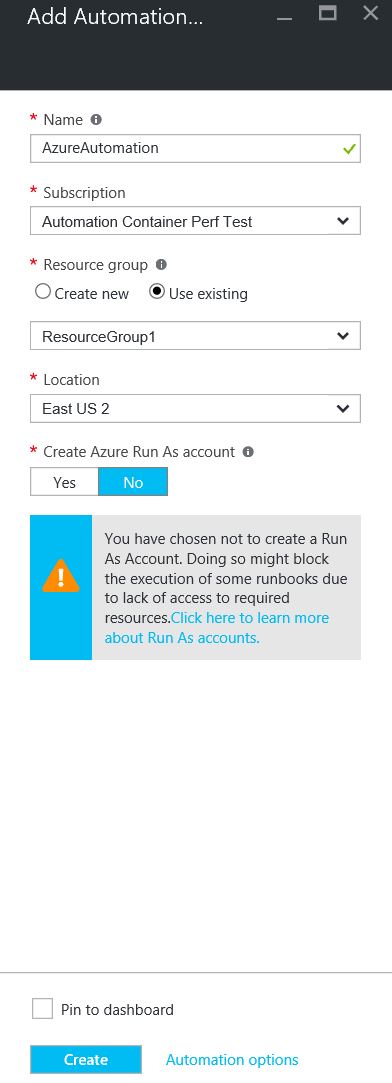 Add Automation...
* Name
AzureAutomation
* Subscription
Automation Container Perf Test
* Resource group
Create new Use existing
ResourceGroup1
* Location
East US 2
* Create Azure Run As account
Yes No
You have chosen not to create a Run
As Account. Doing so might block
the execution of some runbooks due
to lack of access to required
resources.Click here to learn more
about Run As accounts.
Pin to dashboard
Create Automation options